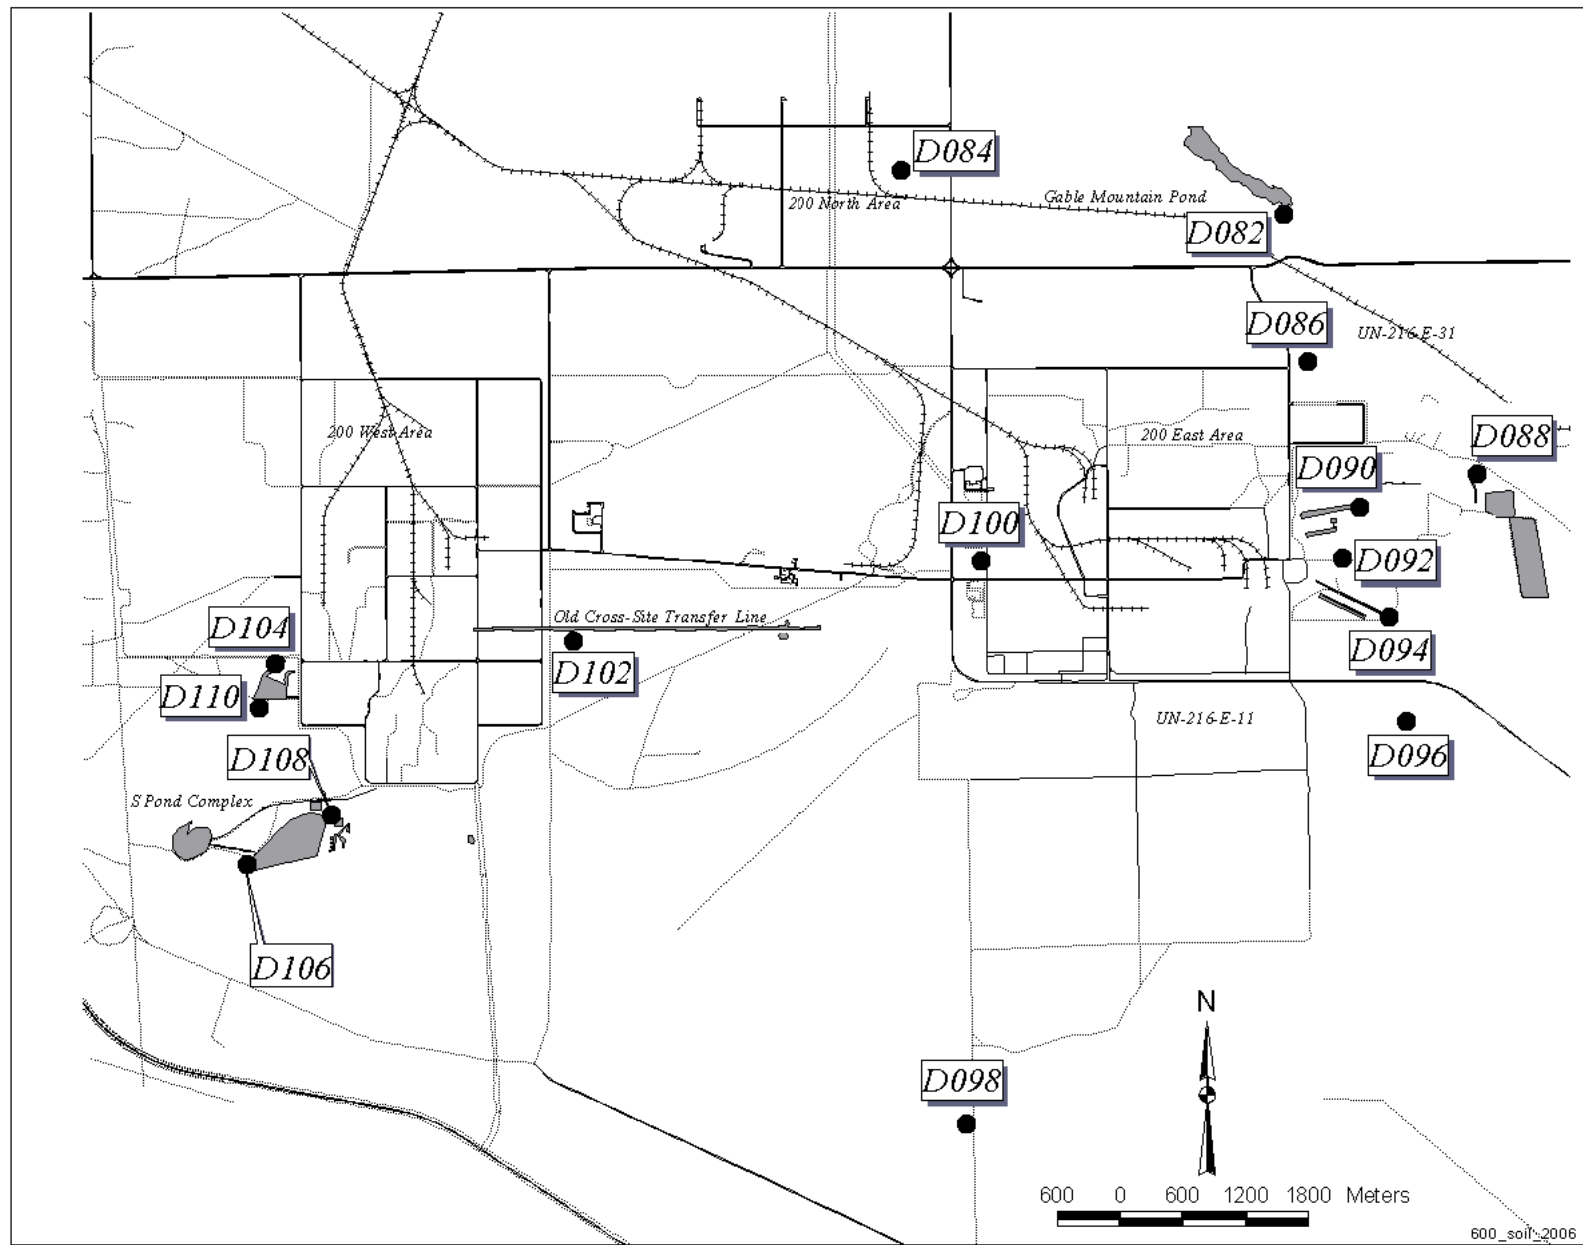 D084
Gable Mountain Pond
200 North Area
D082
D086
UN-216-E-31
200 West Area
200 East Area
D088
D090
D100
D092
Old Cross-Site Transfer Line
D104
D102
D094
D110
UN-216-E-11
D108
D096
S Pond Complex
D106
N
D098
600 0 600 1200 1800 Meters
600_soil_2006